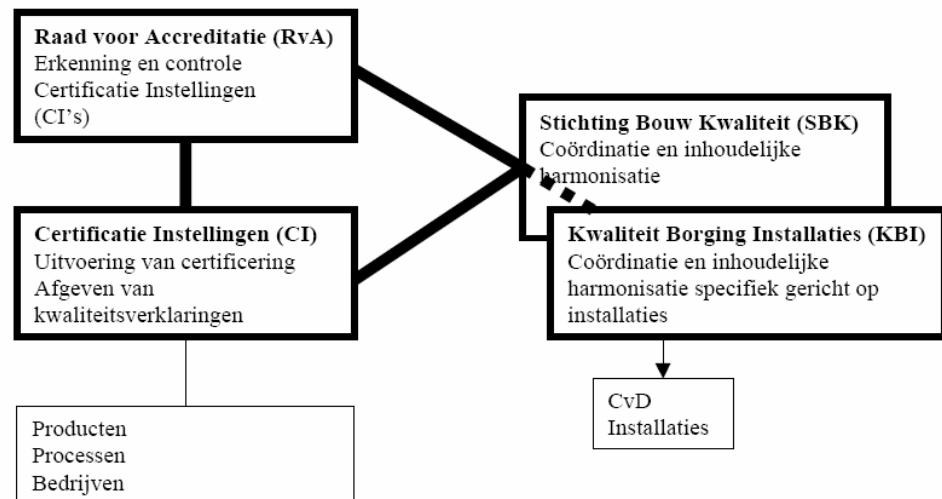 Raad voor Accreditatie (RvA)
Erkenning en controle
Certificatie Instellingen
(CI’s)
Stichting Bouw Kwaliteit (SBK)
Coördinatie en inhoudelijke
harmonisatie
Certificatie Instellingen (CI)
Uitvoering van certificering
Afgeven van
kwaliteitsverklaringen
Kwaliteit Borging Installaties (KBI)
Coördinatie en inhoudelijke
harmonisatie specifiek gericht op
installaties
Producten
Processen
Bedrijven
CvD
Installaties